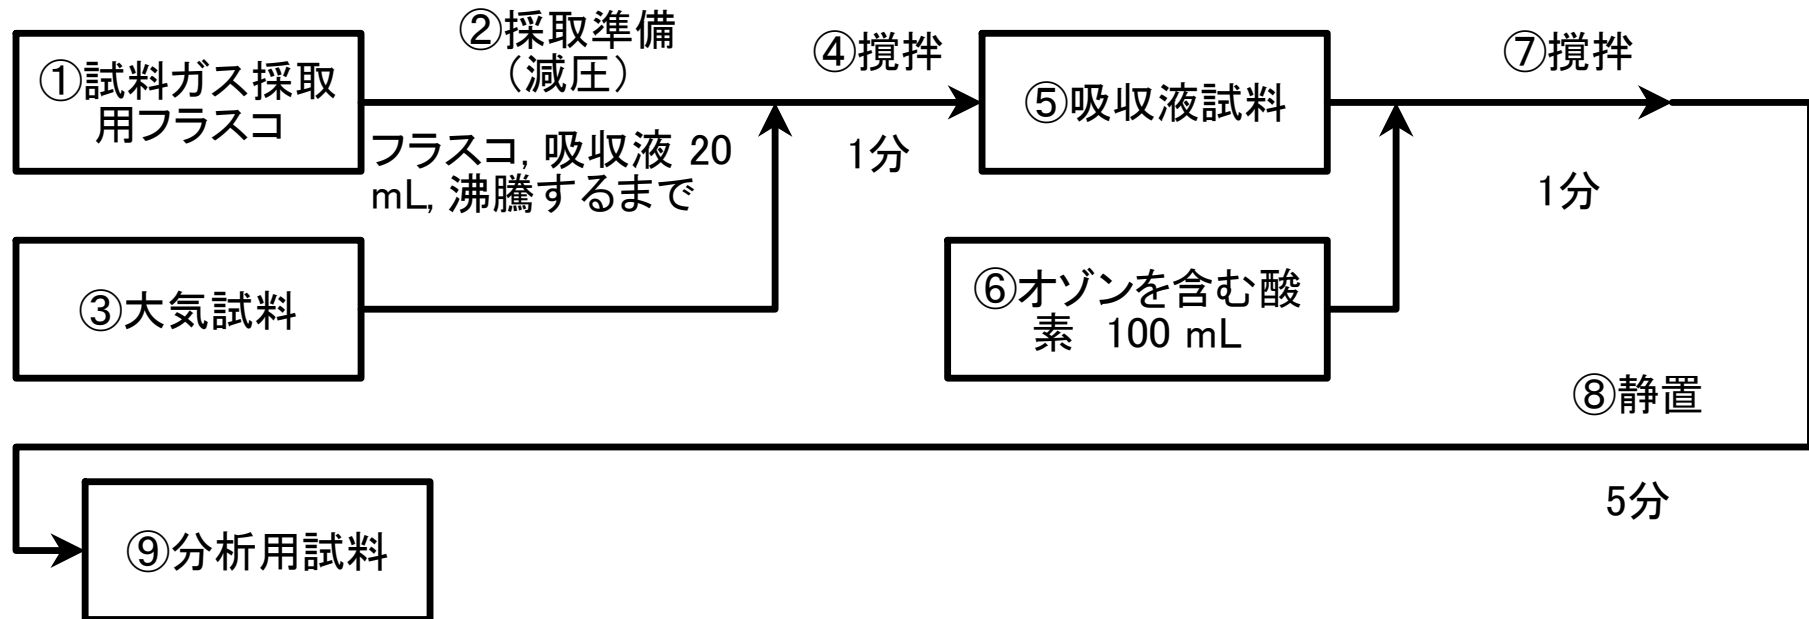 ①試料ガス採取
用フラスコ
②採取準備
（減圧）
フラスコ, 吸収液 20
mL, 沸騰するまで
③大気試料
④撹拌
1分
⑤吸収液試料
⑥オゾンを含む酸
素 100 mL
⑦撹拌
1分
⑧静置
5分
⑨分析用試料